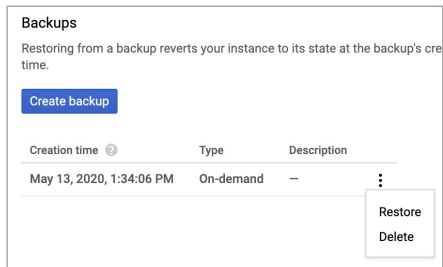 Backups
Restoring from a backup reverts your instance to its state at the backup's cre
time.
Create backup
Creation time ? Type Description
May 13, 2020, 1:34:06 PM On-demand —
Restore
Delete